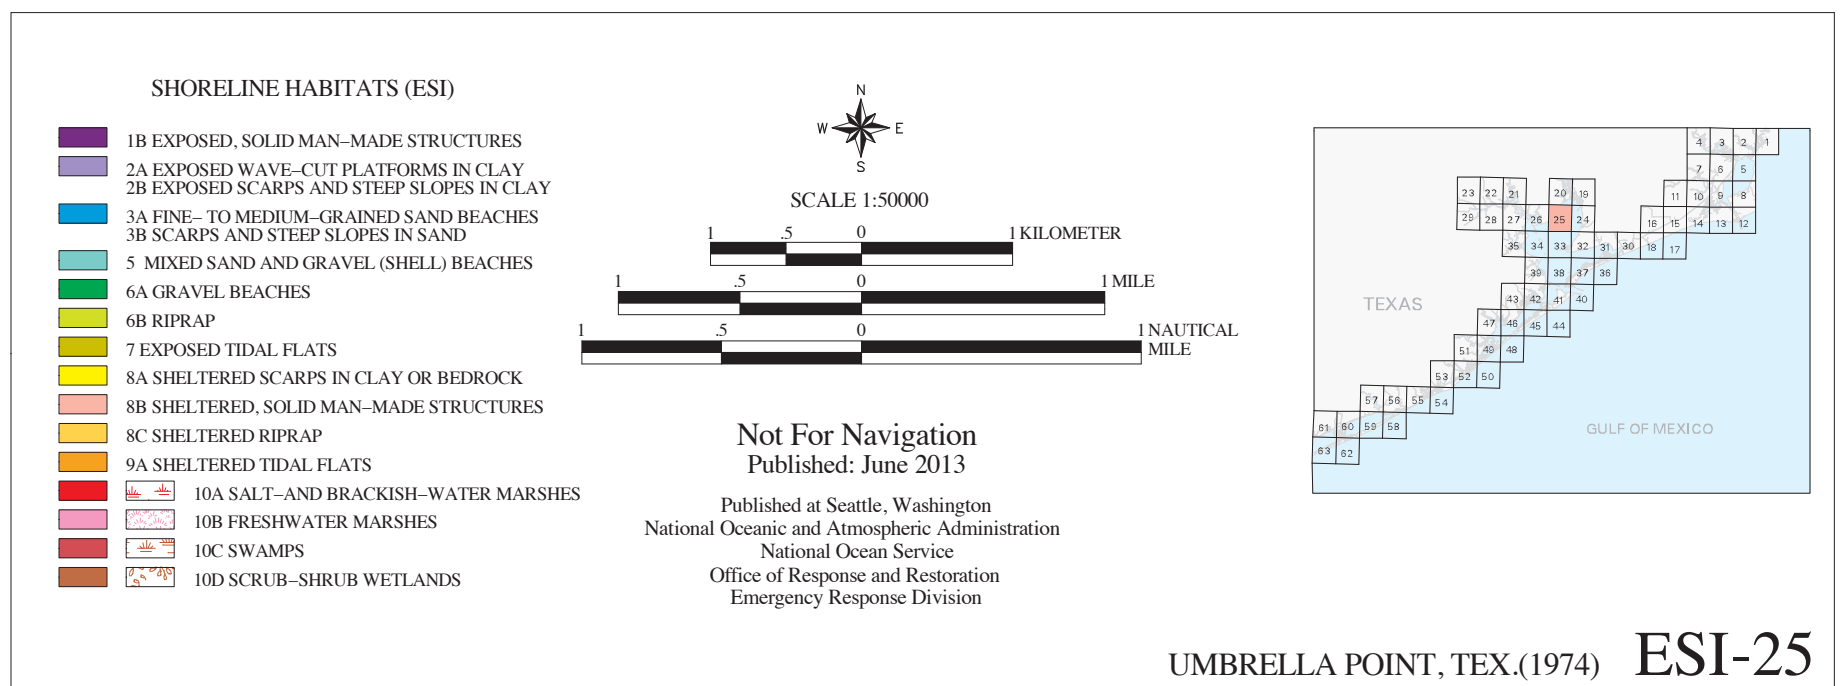 SHORELINE HABITATS (ESI)
1B EXPOSED, SOLID MAN-MADE STRUCTURES
2A EXPOSED WAVE-CUT PLATFORMS IN CLAY
2B EXPOSED SCARPS AND STEEP SLOPES IN CLAY
3A FINE- TO MEDIUM-GRAINED SAND BEACHES
3B SCARPS AND STEEP SLOPES IN SAND
5 MIXED SAND AND GRAVEL (SHELL) BEACHES
6A GRAVEL BEACHES
6B RIPRAP
7 EXPOSED TIDAL FLATS
8A SHELTERED SCARPS IN CLAY OR BEDROCK
8B SHELTERED, SOLID MAN-MADE STRUCTURES
8C SHELTERED RIPRAP
9A SHELTERED TIDAL FLATS
10A SALT-AND BRACKISH-WATER MARSHES
10B FRESHWATER MARSHES
10C SWAMPS
10D SCRUB-SHRUB WETLANDS
N
W E
S
SCALE 1:50000
1 .5 0 1 KILOMETER
1 .5 0 1 MILE
1 .5 0 1 NAUTICAL
MILE
Not For Navigation
Published: June 2013
Published at Seattle, Washington
National Oceanic and Atmospheric Administration
National Ocean Service
Office of Response and Restoration
Emergency Response Division
4 3 2 1
7 6 5
23 22 21 20 19 11 10 9 8
29 28 27 26 25 24 16 15 14 13 12
35 34 33 32 31 30 18 17
39 38 37 36
TEXAS
43 42 41 40
47 46 45 44
51 49 48
53 52 50
57 56 55 54
61 60 59 58
GULF OF MEXICO
63 62
UMBRELLA POINT, TEX.(1974) ESI-25